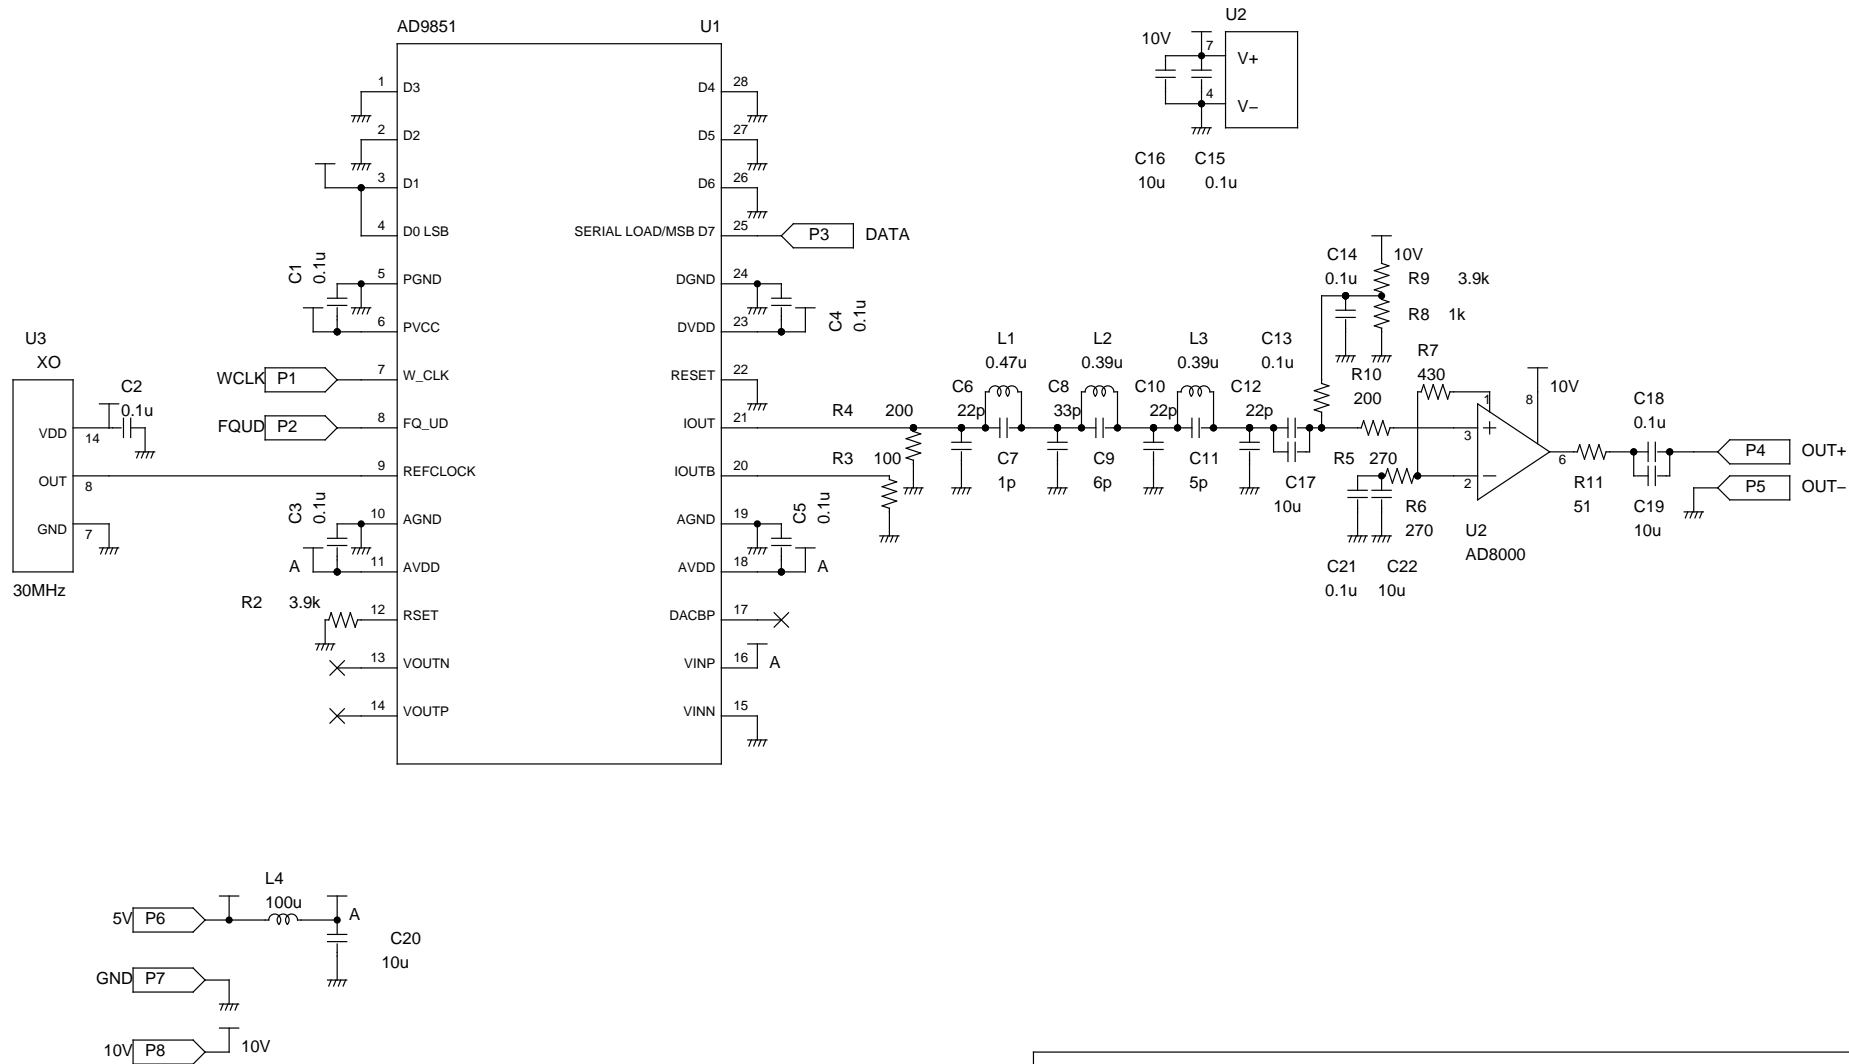 AD9851
U1
1
D3
D4
28
2
D2
D5
27
3
D1
D6
26
4
D0 LSB
SERIAL LOAD/MSB D7
25
P3
DATA
C1
0.1u
5
PGND
DGND
24
6
PVCC
DVDD
23
C4
0.1u
WCLK
P1
7
W_CLK
RESET
22
FQUD
P2
8
FQ_UD
IOUT
21
9
REFCLOCK
IOUTB
20
C3
0.1u
10
AGND
AGND
19
C5
0.1u
A
11
AVDD
AVDD
18
A
R2
3.9k
12
RSET
DACBP
17
13
VOUTN
VINP
16
A
14
VOUTP
VINN
15
U3
XO
C2
0.1u
VDD
14
OUT
8
GND
7
30MHz
U2
10V
7
V+
4
V−
C16
C15
10u
0.1u
C14
10V
0.1u
R9
3.9k
R8
1k
L1
L2
L3
C13
0.47u
0.39u
0.39u
0.1u
R7
C6
C8
C10
C12
R10
430
22p
33p
22p
22p
200
R4
200
R3
100
C7
C9
C11
C17
1p
6p
5p
10u
R5
270
R6
270
C21
C22
0.1u
10u
1
8
10V
3
+
2
−
6
U2
AD8000
R11
51
C18
0.1u
C19
10u
P4
OUT+
P5
OUT−
L4
100u
5V
P6
A
C20
10u
GND
P7
10V
P8
10V